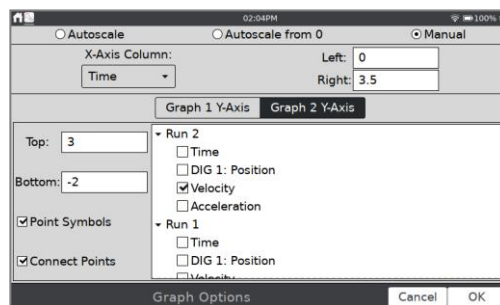 02:04PM 100%
Autoscale Autoscale from 0 Manual
X-Axis Column:
Time
Left: 0
Right: 3.5
Graph 1 Y-Axis Graph 2 Y-Axis
Top: 3
Bottom: -2
Point Symbols
Connect Points
Run 2
Time
DIG 1: Position
Velocity
Acceleration
Run 1
Time
DIG 1: Position
Velocity
Graph Options Cancel OK